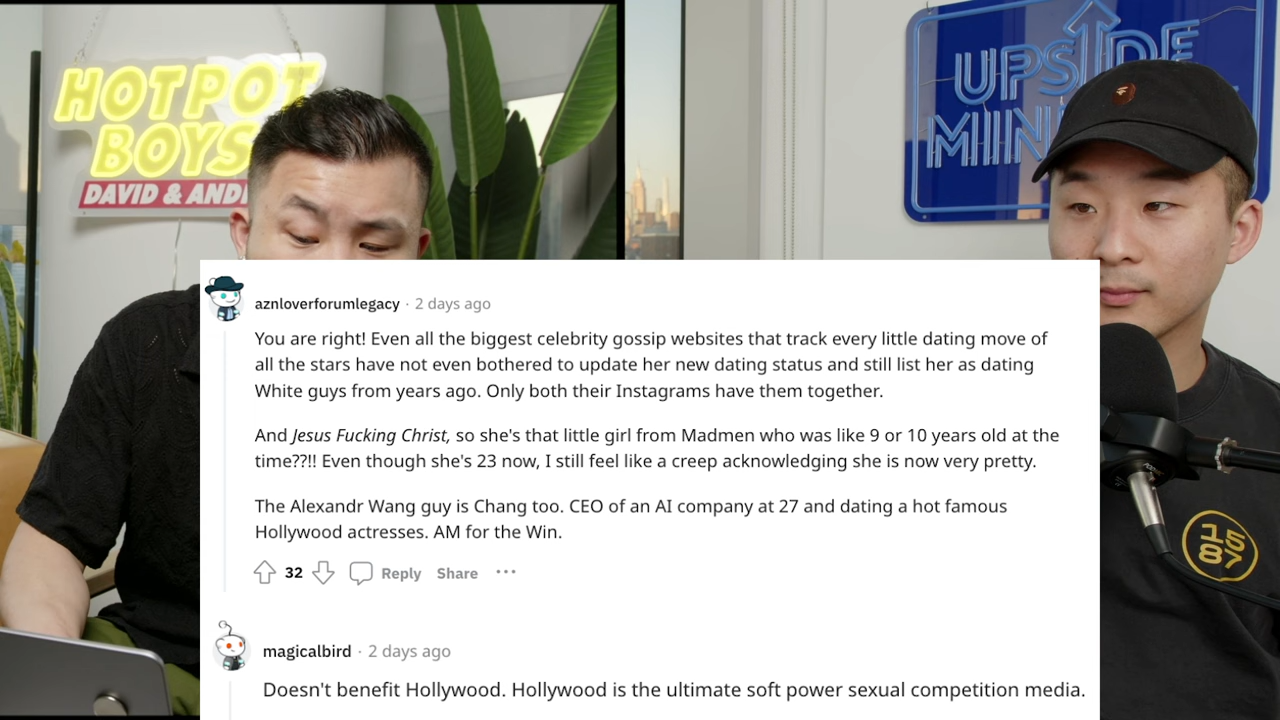 HOTPOT
BOYS
DAVID & AND
UPSIDE
MIN
aznloverforumlegacy · 2 days ago
You are right! Even all the biggest celebrity gossip websites that track every little dating move of
all the stars have not even bothered to update her new dating status and still list her as dating
White guys from years ago. Only both their Instagrams have them together.
And Jesus Fucking Christ, so she's that little girl from Madmen who was like 9 or 10 years old at the
time??!! Even though she's 23 now, I still feel like a creep acknowledging she is now very pretty.
The Alexandr Wang guy is Chang too. CEO of an AI company at 27 and dating a hot famous
Hollywood actresses. AM for the Win.
32 Reply Share ···
magicalbird · 2 days ago
Doesn't benefit Hollywood. Hollywood is the ultimate soft power sexual competition media.
15
87